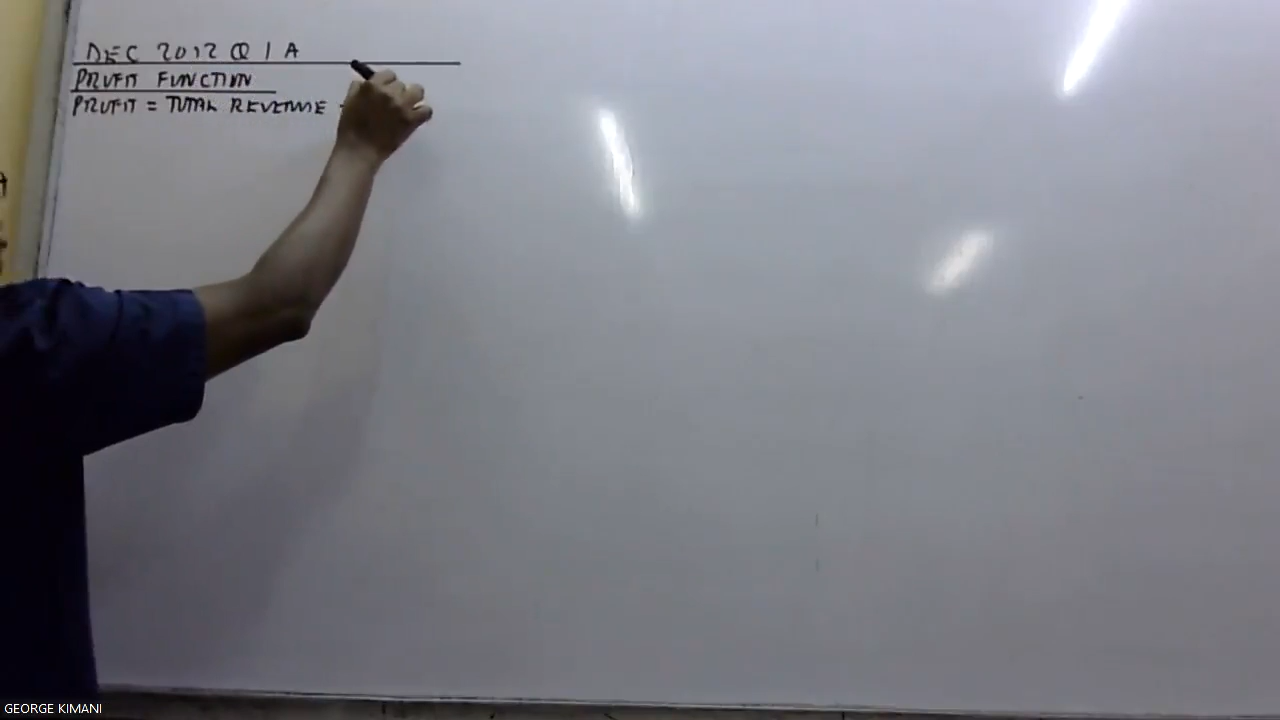 DEC 2012 Q 1 A
PROFIT FUNCTION
PROFIT = TOTAL REVENUE -
GEORGE KIMANI